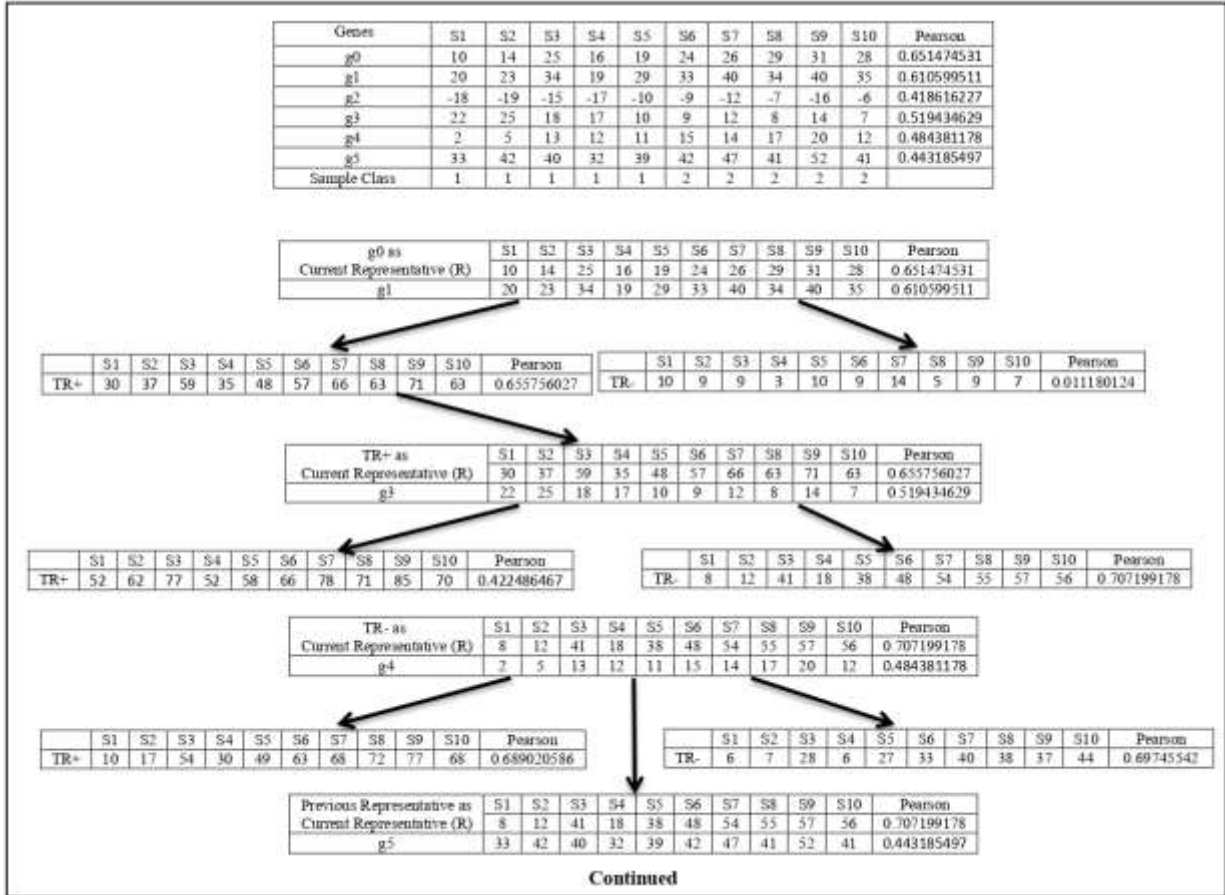 Genes S1 S2 S3 S4 S5 S6 S7 S8 S9 S10 Pearson
g0 10 14 25 16 19 24 26 29 31 28 0.651474531
g1 20 23 34 19 29 33 40 34 40 35 0.610599511
g2 -18 -19 -15 -17 -10 -9 -12 -7 -16 -6 0.418616227
g3 22 25 18 17 10 9 12 8 14 7 0.519434629
g4 2 5 13 12 11 15 14 17 20 12 0.484381178
g5 33 42 40 32 39 42 47 41 52 41 0.443185497
Sample Class 1 1 1 1 1 2 2 2 2 2
g0 as S1 S2 S3 S4 S5 S6 S7 S8 S9 S10 Pearson
Current Representative (R) 10 14 25 16 19 24 26 29 31 28 0.651474531
g1 20 23 34 19 29 33 40 34 40 35 0.610599511
S1 S2 S3 S4 S5 S6 S7 S8 S9 S10 Pearson
TR+ 30 37 59 35 48 57 66 63 71 63 0.655756027
S1 S2 S3 S4 S5 S6 S7 S8 S9 S10 Pearson
TR- 10 9 9 3 10 9 14 5 9 7 0.011180124
TR+ as S1 S2 S3 S4 S5 S6 S7 S8 S9 S10 Pearson
Current Representative (R) 30 37 59 35 48 57 66 63 71 63 0.655756027
g3 22 25 18 17 10 9 12 8 14 7 0.519434629
S1 S2 S3 S4 S5 S6 S7 S8 S9 S10 Pearson
TR+ 52 62 77 52 58 66 78 71 85 70 0.422486467
S1 S2 S3 S4 S5 S6 S7 S8 S9 S10 Pearson
TR- 8 12 41 18 38 48 54 55 57 56 0.707199178
TR- as S1 S2 S3 S4 S5 S6 S7 S8 S9 S10 Pearson
Current Representative (R) 8 12 41 18 38 48 54 55 57 56 0.707199178
g4 2 5 13 12 11 15 14 17 20 12 0.484381178
S1 S2 S3 S4 S5 S6 S7 S8 S9 S10 Pearson
TR+ 10 17 54 30 49 63 68 72 77 68 0.689020586
S1 S2 S3 S4 S5 S6 S7 S8 S9 S10 Pearson
TR- 6 7 28 6 27 33 40 38 37 44 0.69745542
Previous Representative as S1 S2 S3 S4 S5 S6 S7 S8 S9 S10 Pearson
Current Representative (R) 8 12 41 18 38 48 54 55 57 56 0.707199178
g5 33 42 40 32 39 42 47 41 52 41 0.443185497
Continued